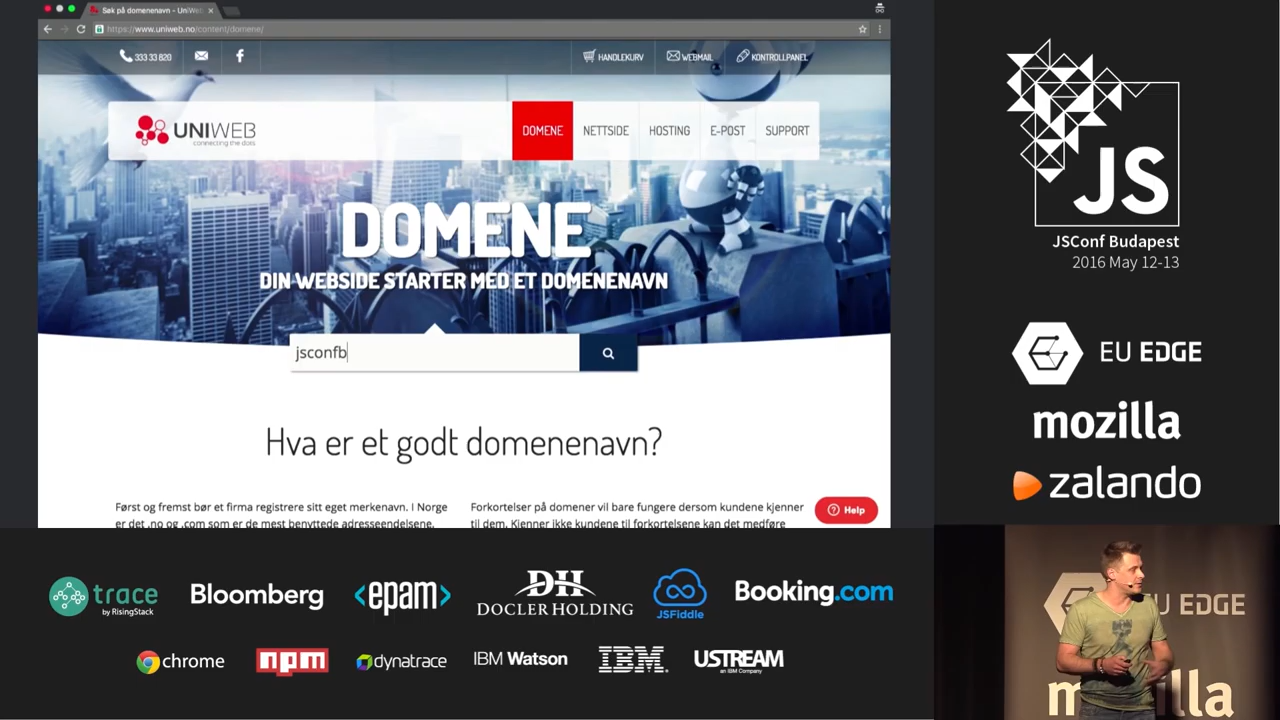 Søk på domenenavn - UniWeb
https://www.uniweb.no/content/domene/
333 33 820
HANDLEKURV
WEBMAIL
KONTROLLPANEL
UNIWEB
connecting the dots
DOMENE
NETTSIDE
HOSTING
E-POST
SUPPORT
DOMENE
DIN WEBSIDE STARTER MED ET DOMENENAVN
jsconfb
Hva er et godt domenenavn?
Først og fremst bør et firma registrere sitt eget merkenavn. I Norge
er det .no og .com som er de mest benyttede adresseendelsene.
Forkortelser på domener vil bare fungere dersom kundene kjenner
til dem. Kjenner ikke kundene til forkortelsene kan det medføre
Help
JS
JSConf Budapest
2016 May 12-13
EU EDGE
mozilla
zalando
trace
by RisingStack
Bloomberg
<epam>
DH
DOCLER HOLDING
JSFiddle
Booking.com
chrome
npm
dynatrace
IBM Watson
IBM
USTREAM
an IBM Company
EU EDGE
m lla